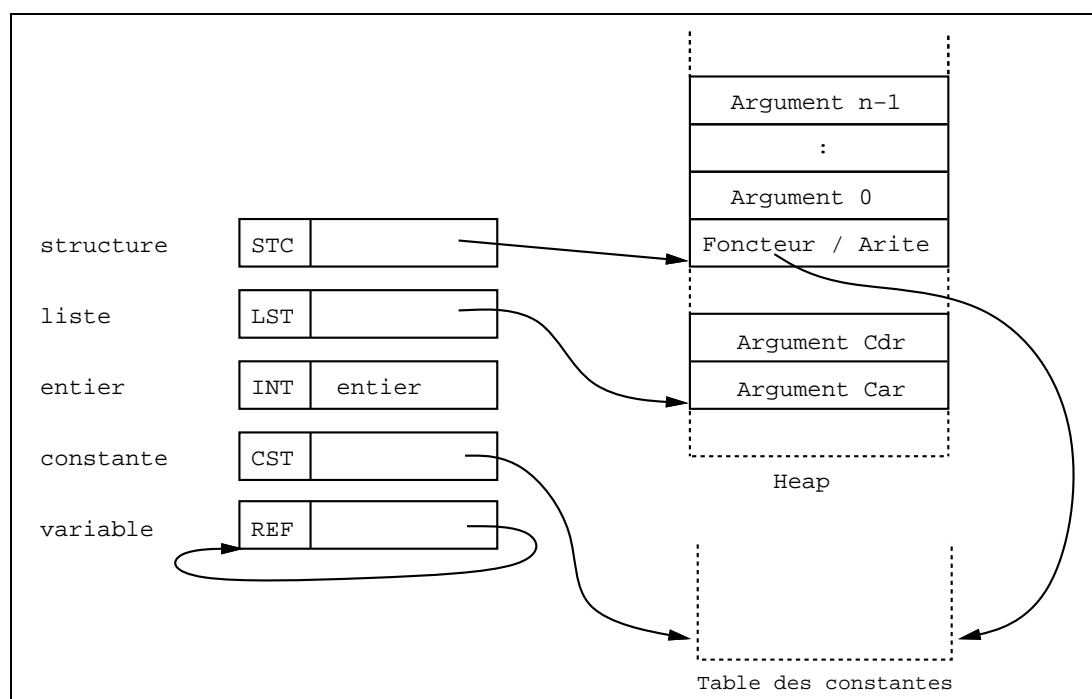 Argument n-1
:
Argument 0
structure STC Foncteur / Arite
liste LST
Argument Cdr
entier INT entier Argument Car
constante CST
Heap
variable REF
Table des constantes